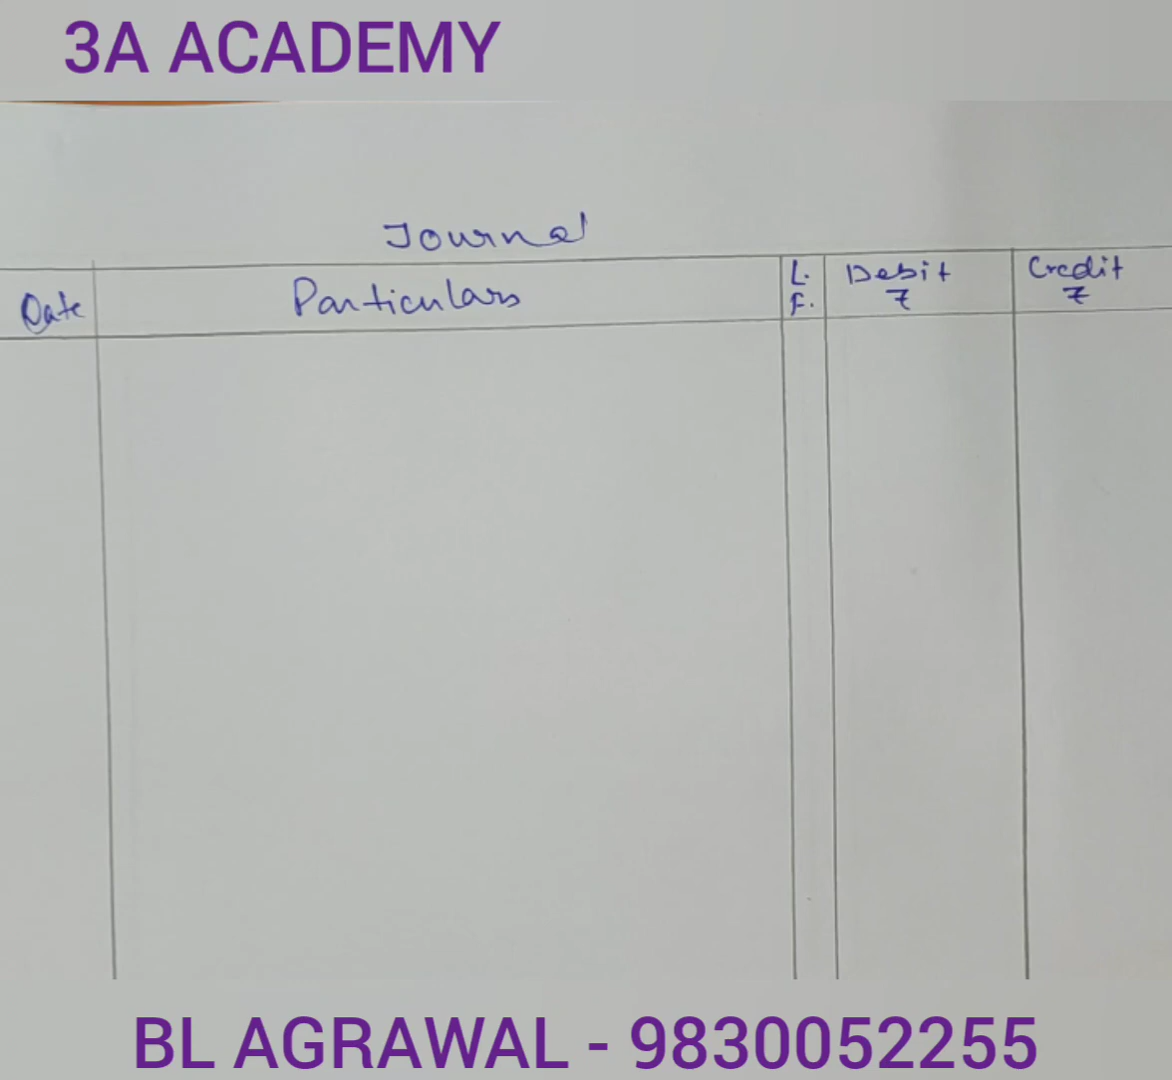 3A ACADEMY
Journal
Date Particulars L. F. Debit ₹ Credit ₹
BL AGRAWAL - 9830052255